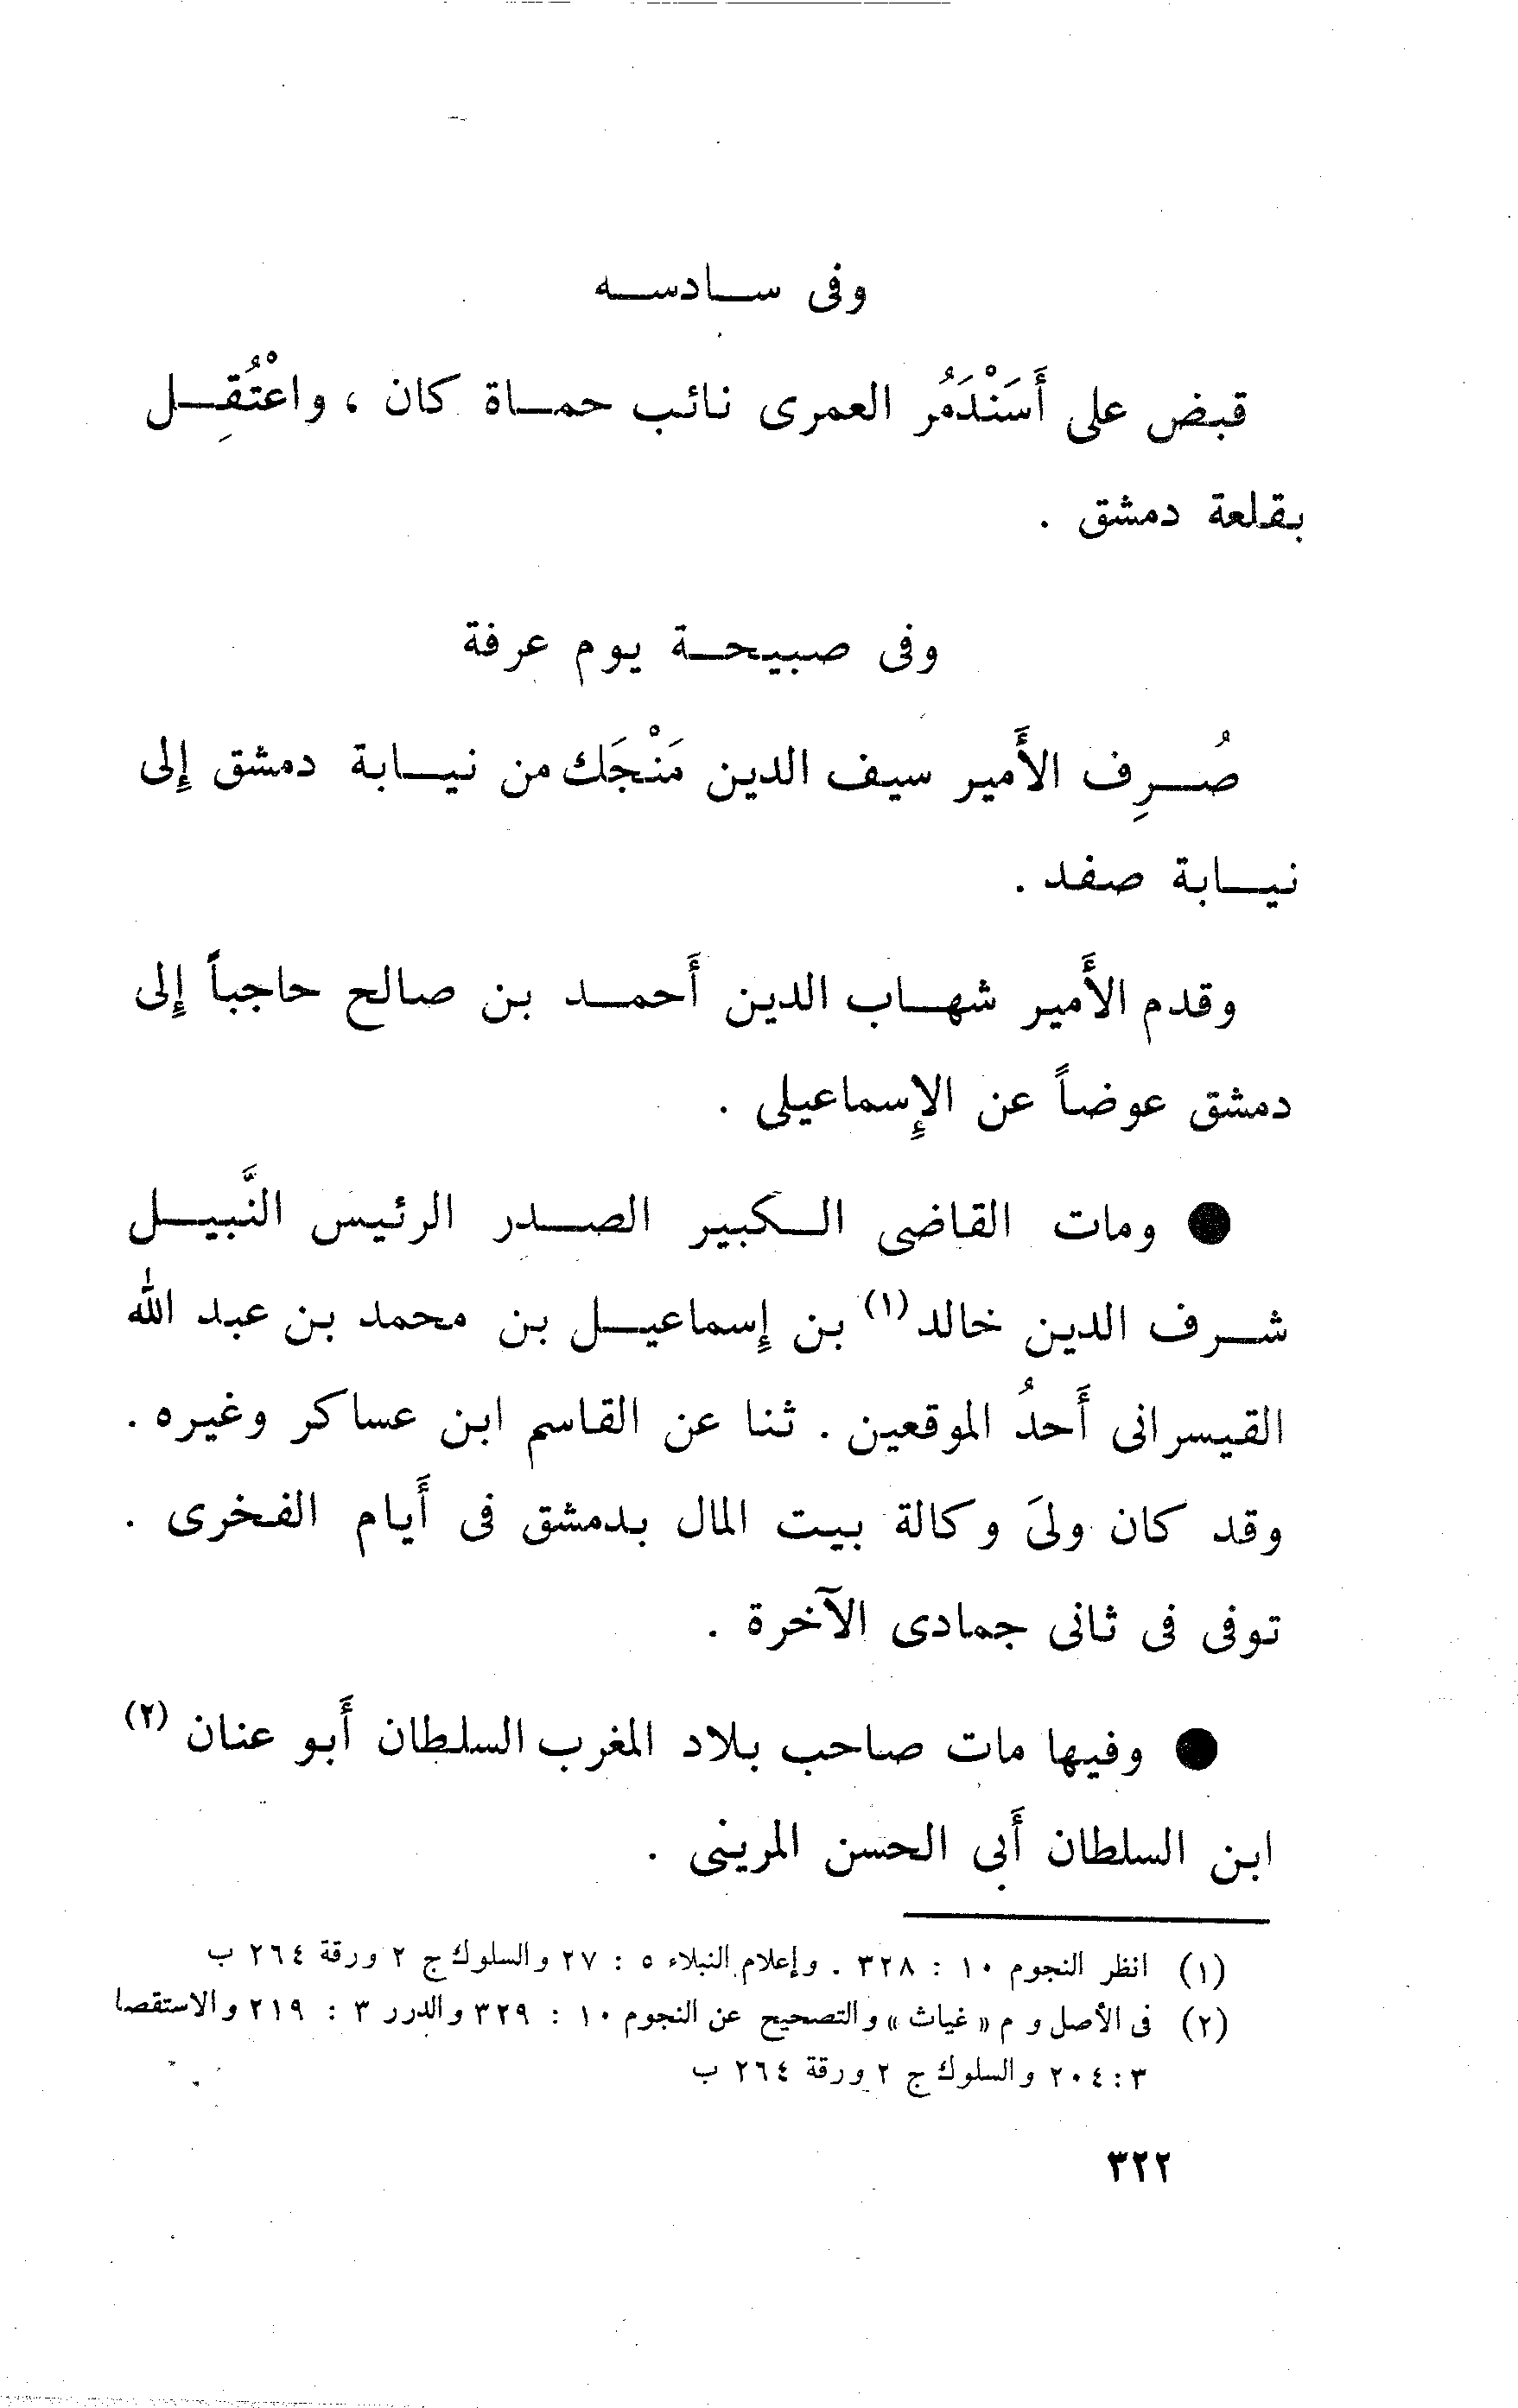 وفى سادسه
قبض على أَسَنْدَمُر العمرى نائب حماة كان ، واعْتُقِل
بقلعة دمشق .
وفى صبيحة يوم عرفة
صُرِف الأَمير سيف الدين مَنْجَك من نيابة دمشق إلى
نيابة صفد .
وقدم الأَمير شهاب الدين أَحمد بن صالح حاجباً إلى
دمشق عوضاً عن الإسماعيلى .
● ومات القاضى الكبير الصدر الرئيس النَّبيل
شرف الدين خالد (١) بن إسماعيل بن محمد بن عبد الله
القيسرانى أَحدُ الموقعين . ثنا عن القاسم ابن عساكر وغيره .
وقد كان ولىَ وكالة بيت المال بدمشق فى أَيام الفخرى .
توفى فى ثانى جمادى الآخرة .
● وفيها مات صاحب بلاد المغرب السلطان أَبو عنان (٢)
ابن السلطان أَبى الحسن المرينى .
(١) انظر النجوم ١٠ : ٣٢٨ . وإعلام النبلاء ٥ : ٢٧ والسلوك ج ٢ ورقة ٢٦٤ ب
(٢) فى الأصل و م « غياث » والتصحيح عن النجوم ١٠ : ٣٢٩ والدرر ٣ : ٢١٩ والاستقصا
٣ : ٢٠٤ والسلوك ج ٢ ورقة ٢٦٤ ب
٣٢٢